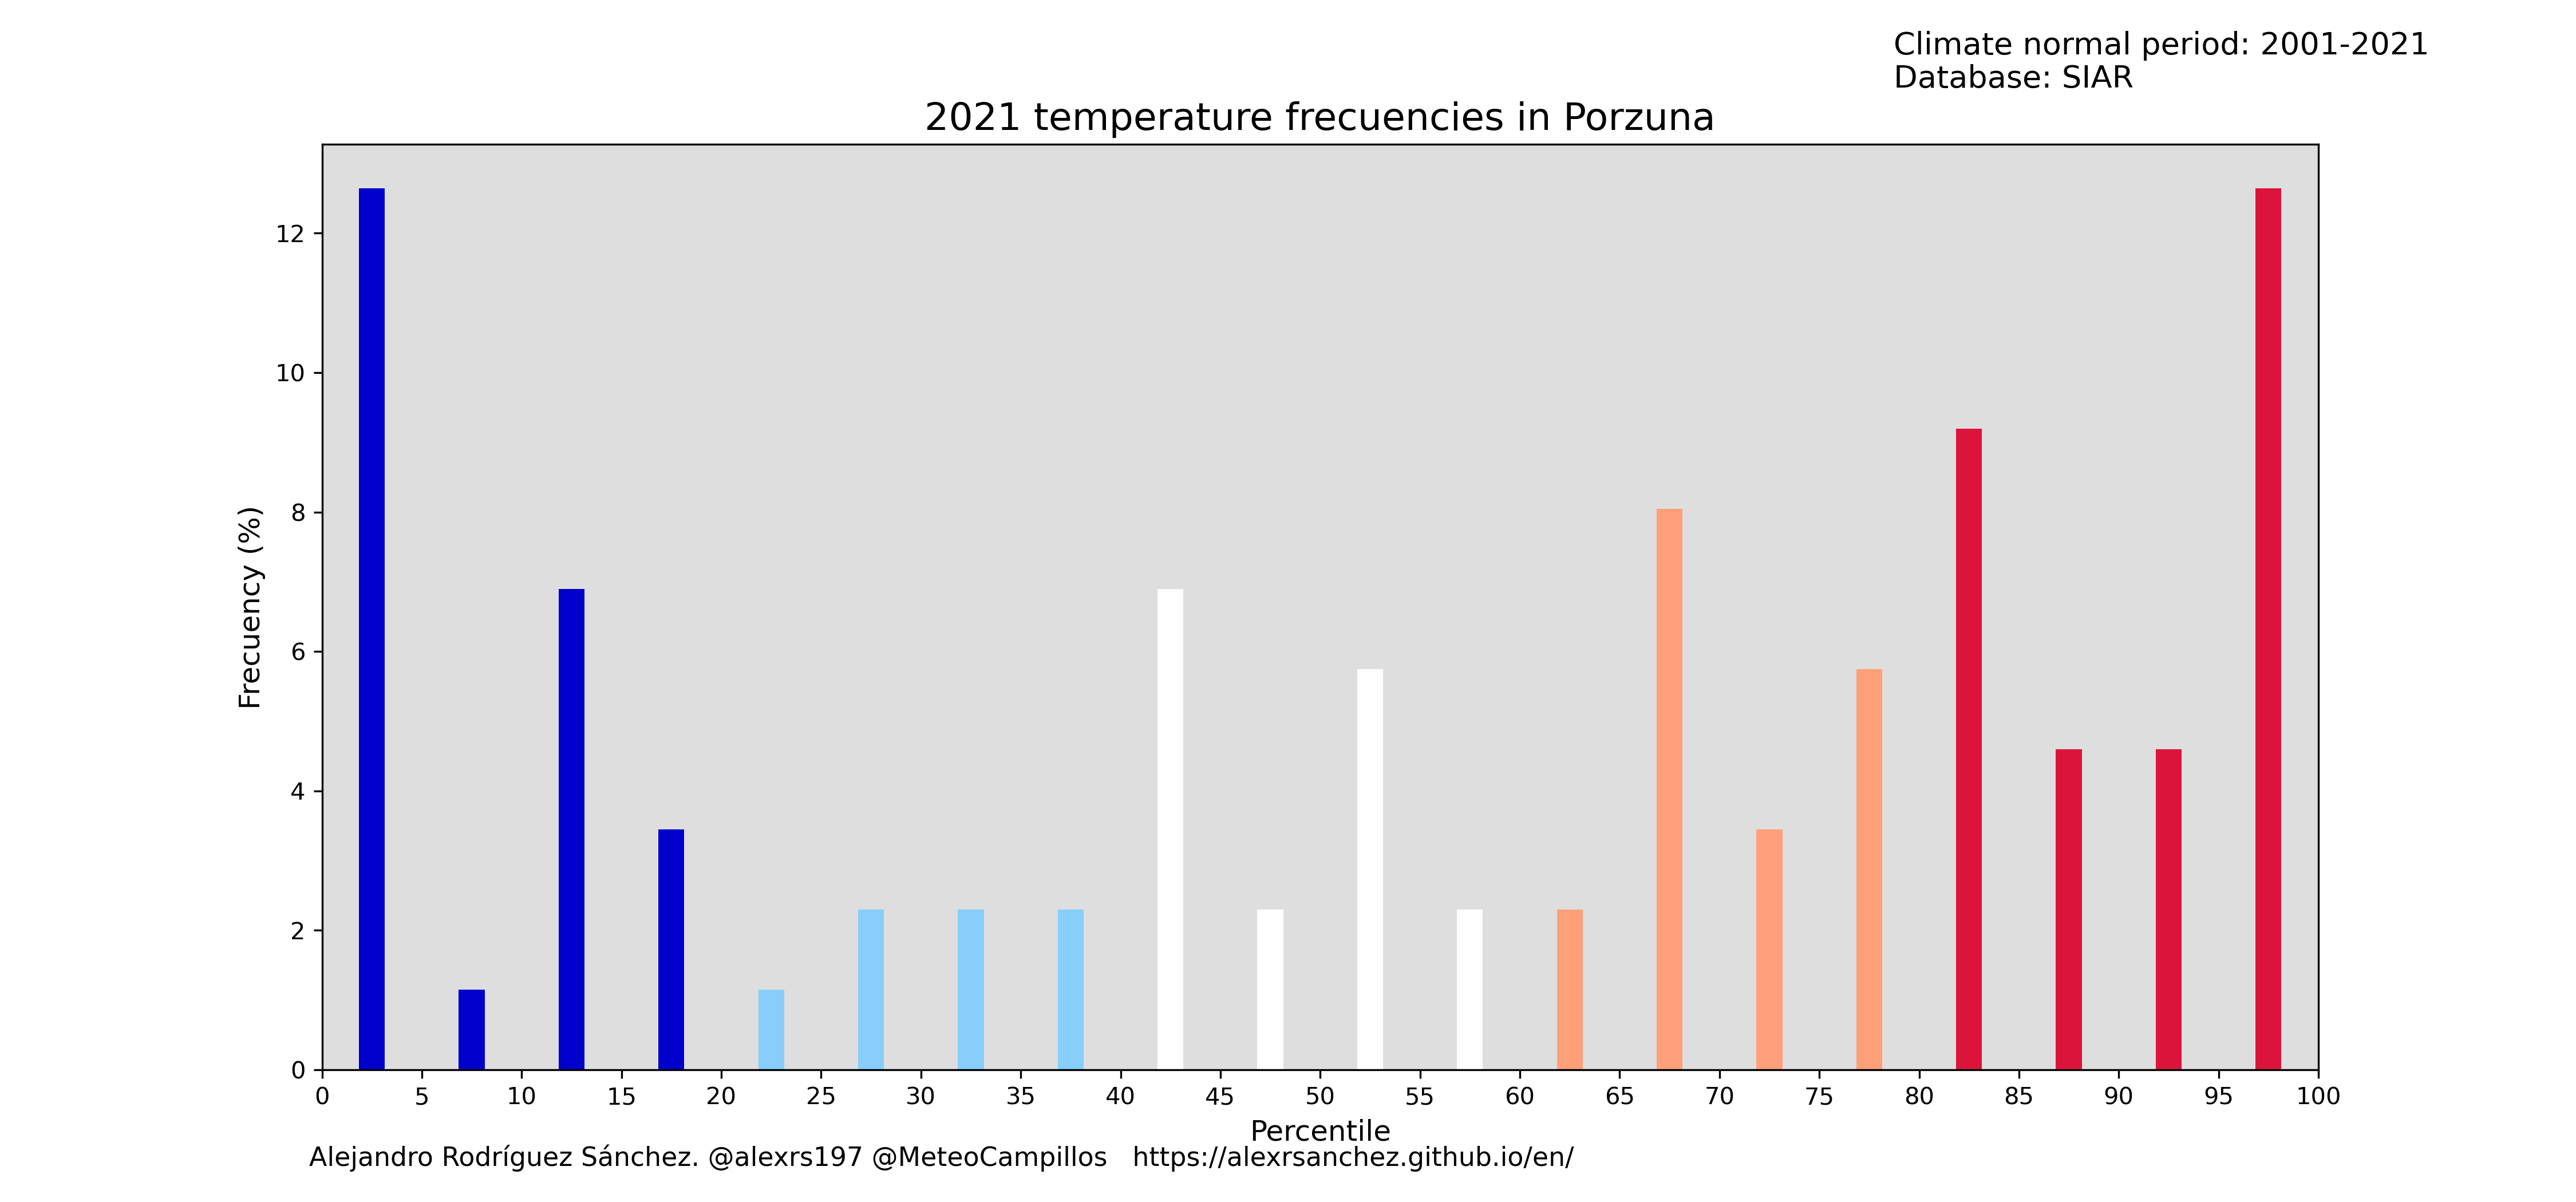 Climate normal period: 2001-2021
Database: SIAR
2021 temperature frecuencies in Porzuna
Frecuency (%)
12
10
8
6
4
2
0
0 5 10 15 20 25 30 35 40 45 50 55 60 65 70 75 80 85 90 95 100
Percentile
Alejandro Rodríguez Sánchez. @alexrs197 @MeteoCampillos https://alexrsanchez.github.io/en/